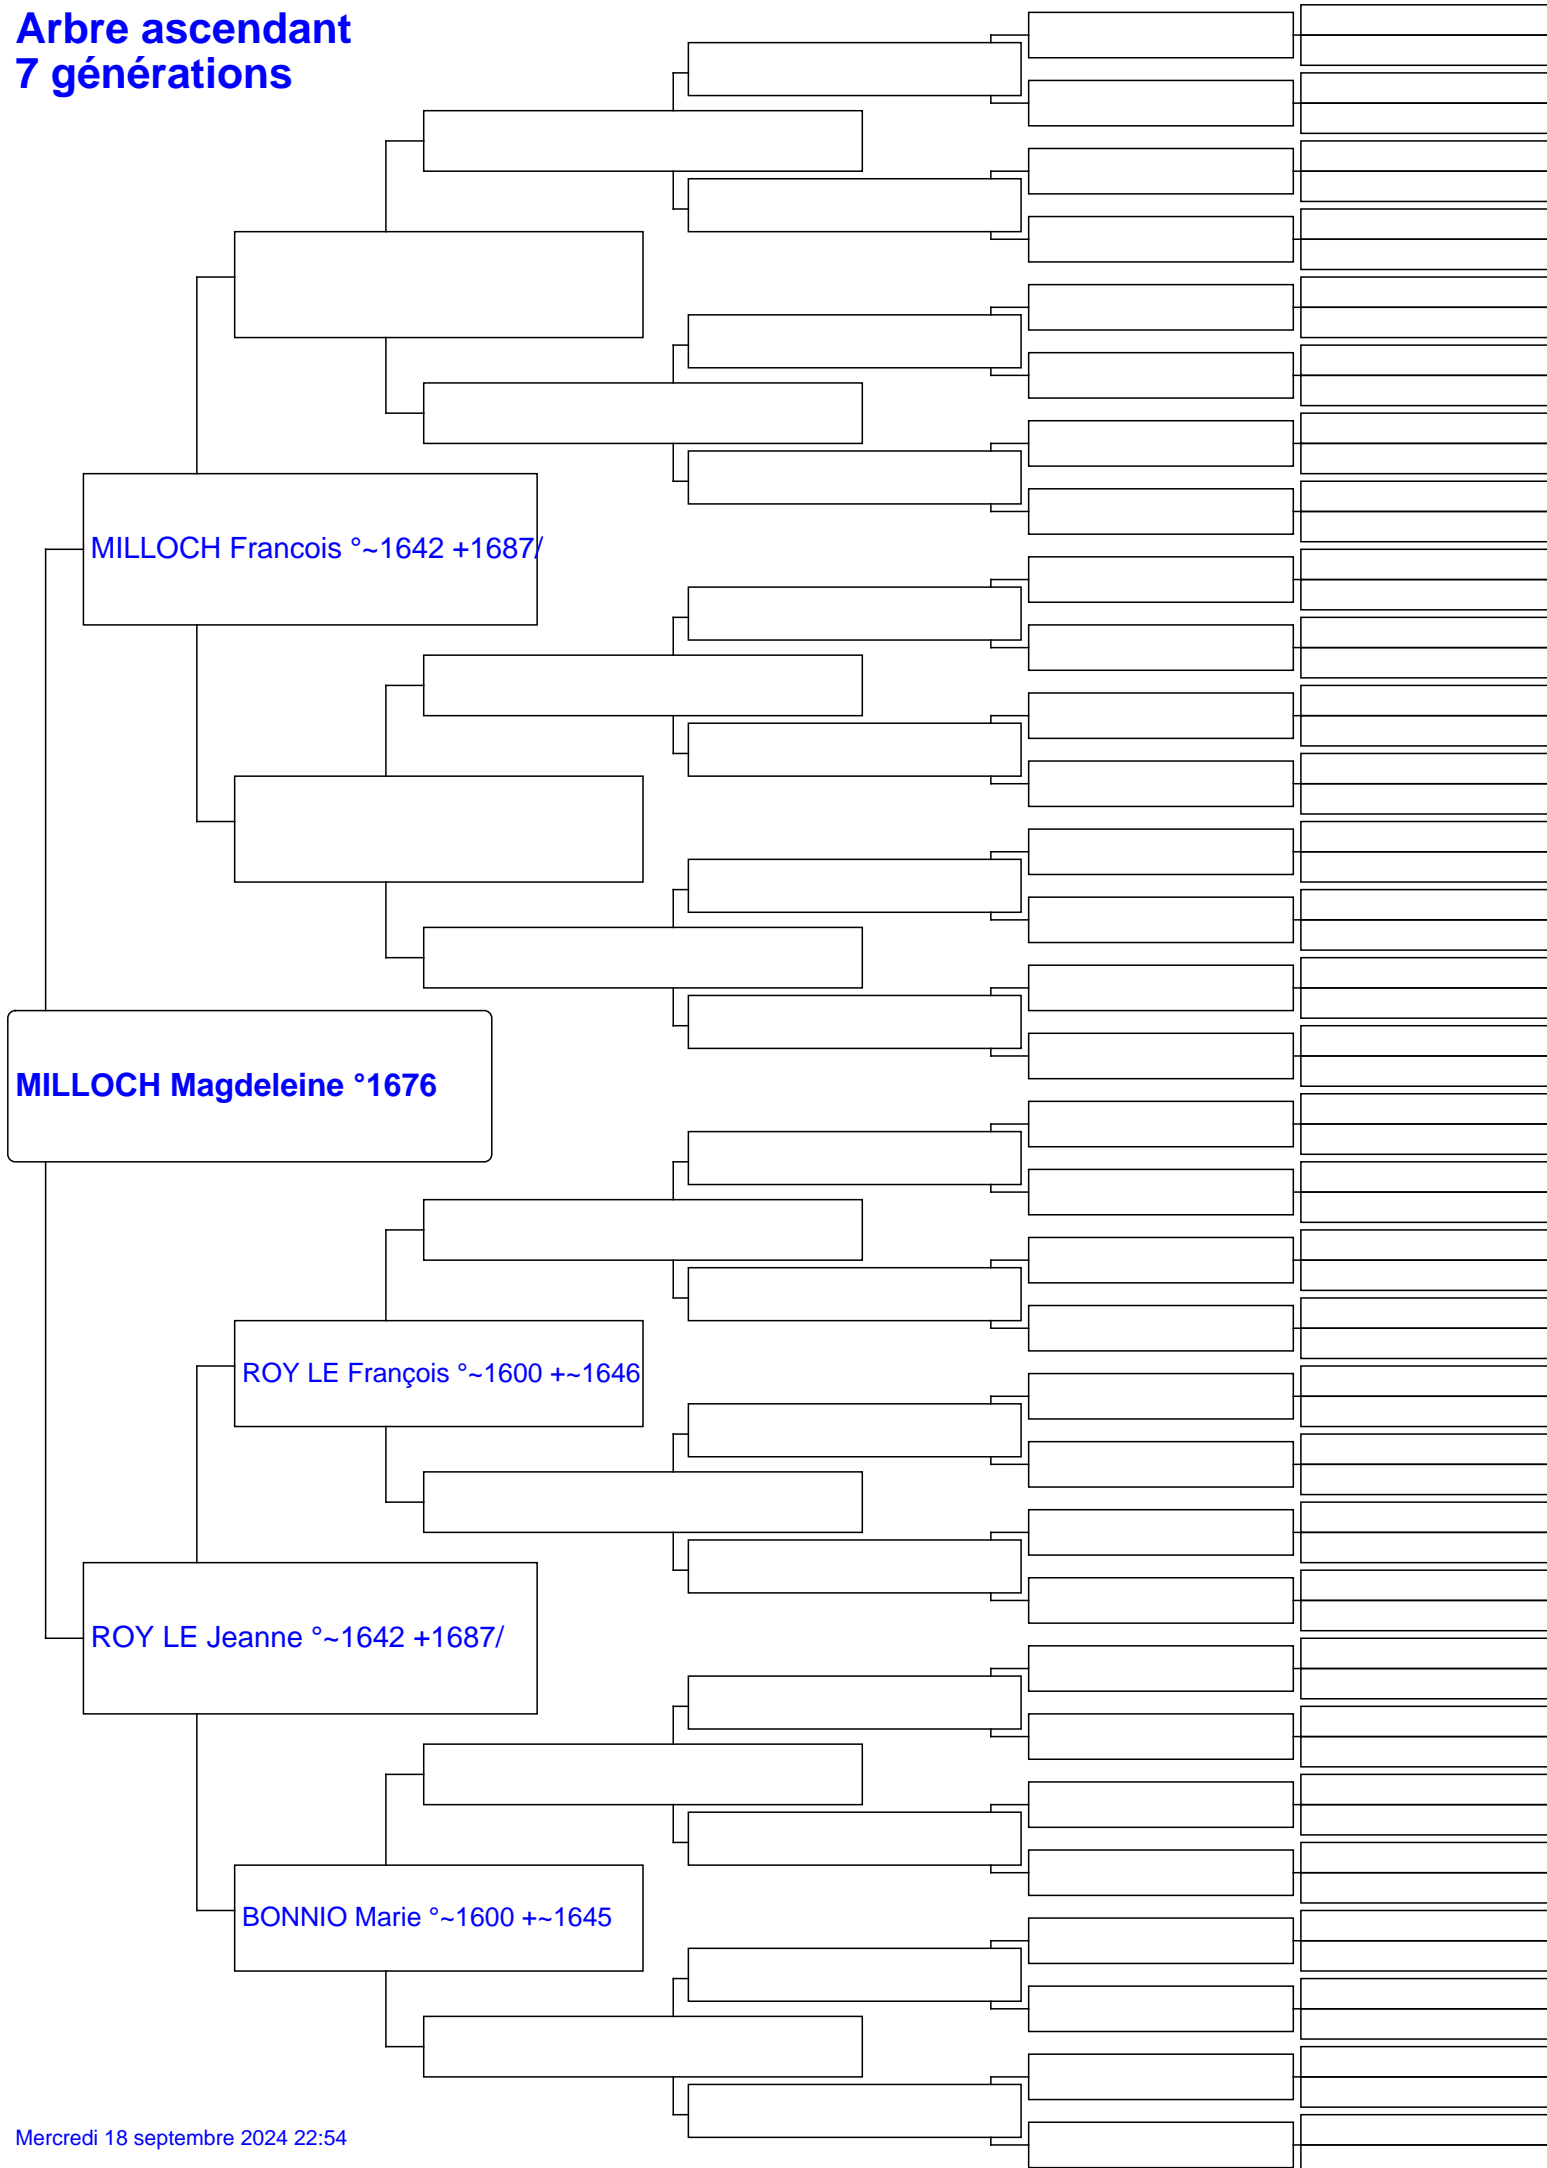 Arbre ascendant
7 générations
MILLOCH Francois °~1642 +1687/
MILLOCH Magdeleine °1676
ROY LE François °~1600 +~1646
ROY LE Jeanne °~1642 +1687/
BONNIO Marie °~1600 +~1645
Mercredi 18 septembre 2024 22:54